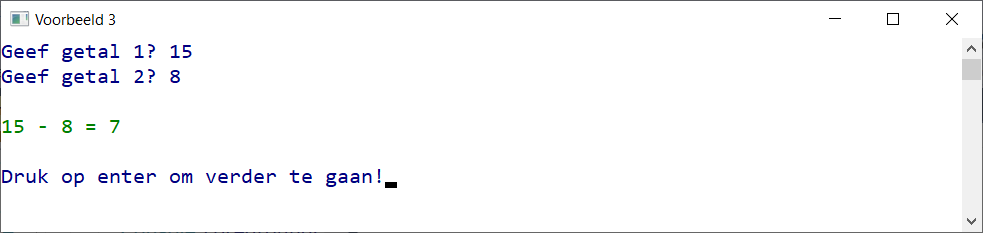 Voorbeeld 3
Geef getal 1? 15
Geef getal 2? 8
15 - 8 = 7
Druk op enter om verder te gaan!